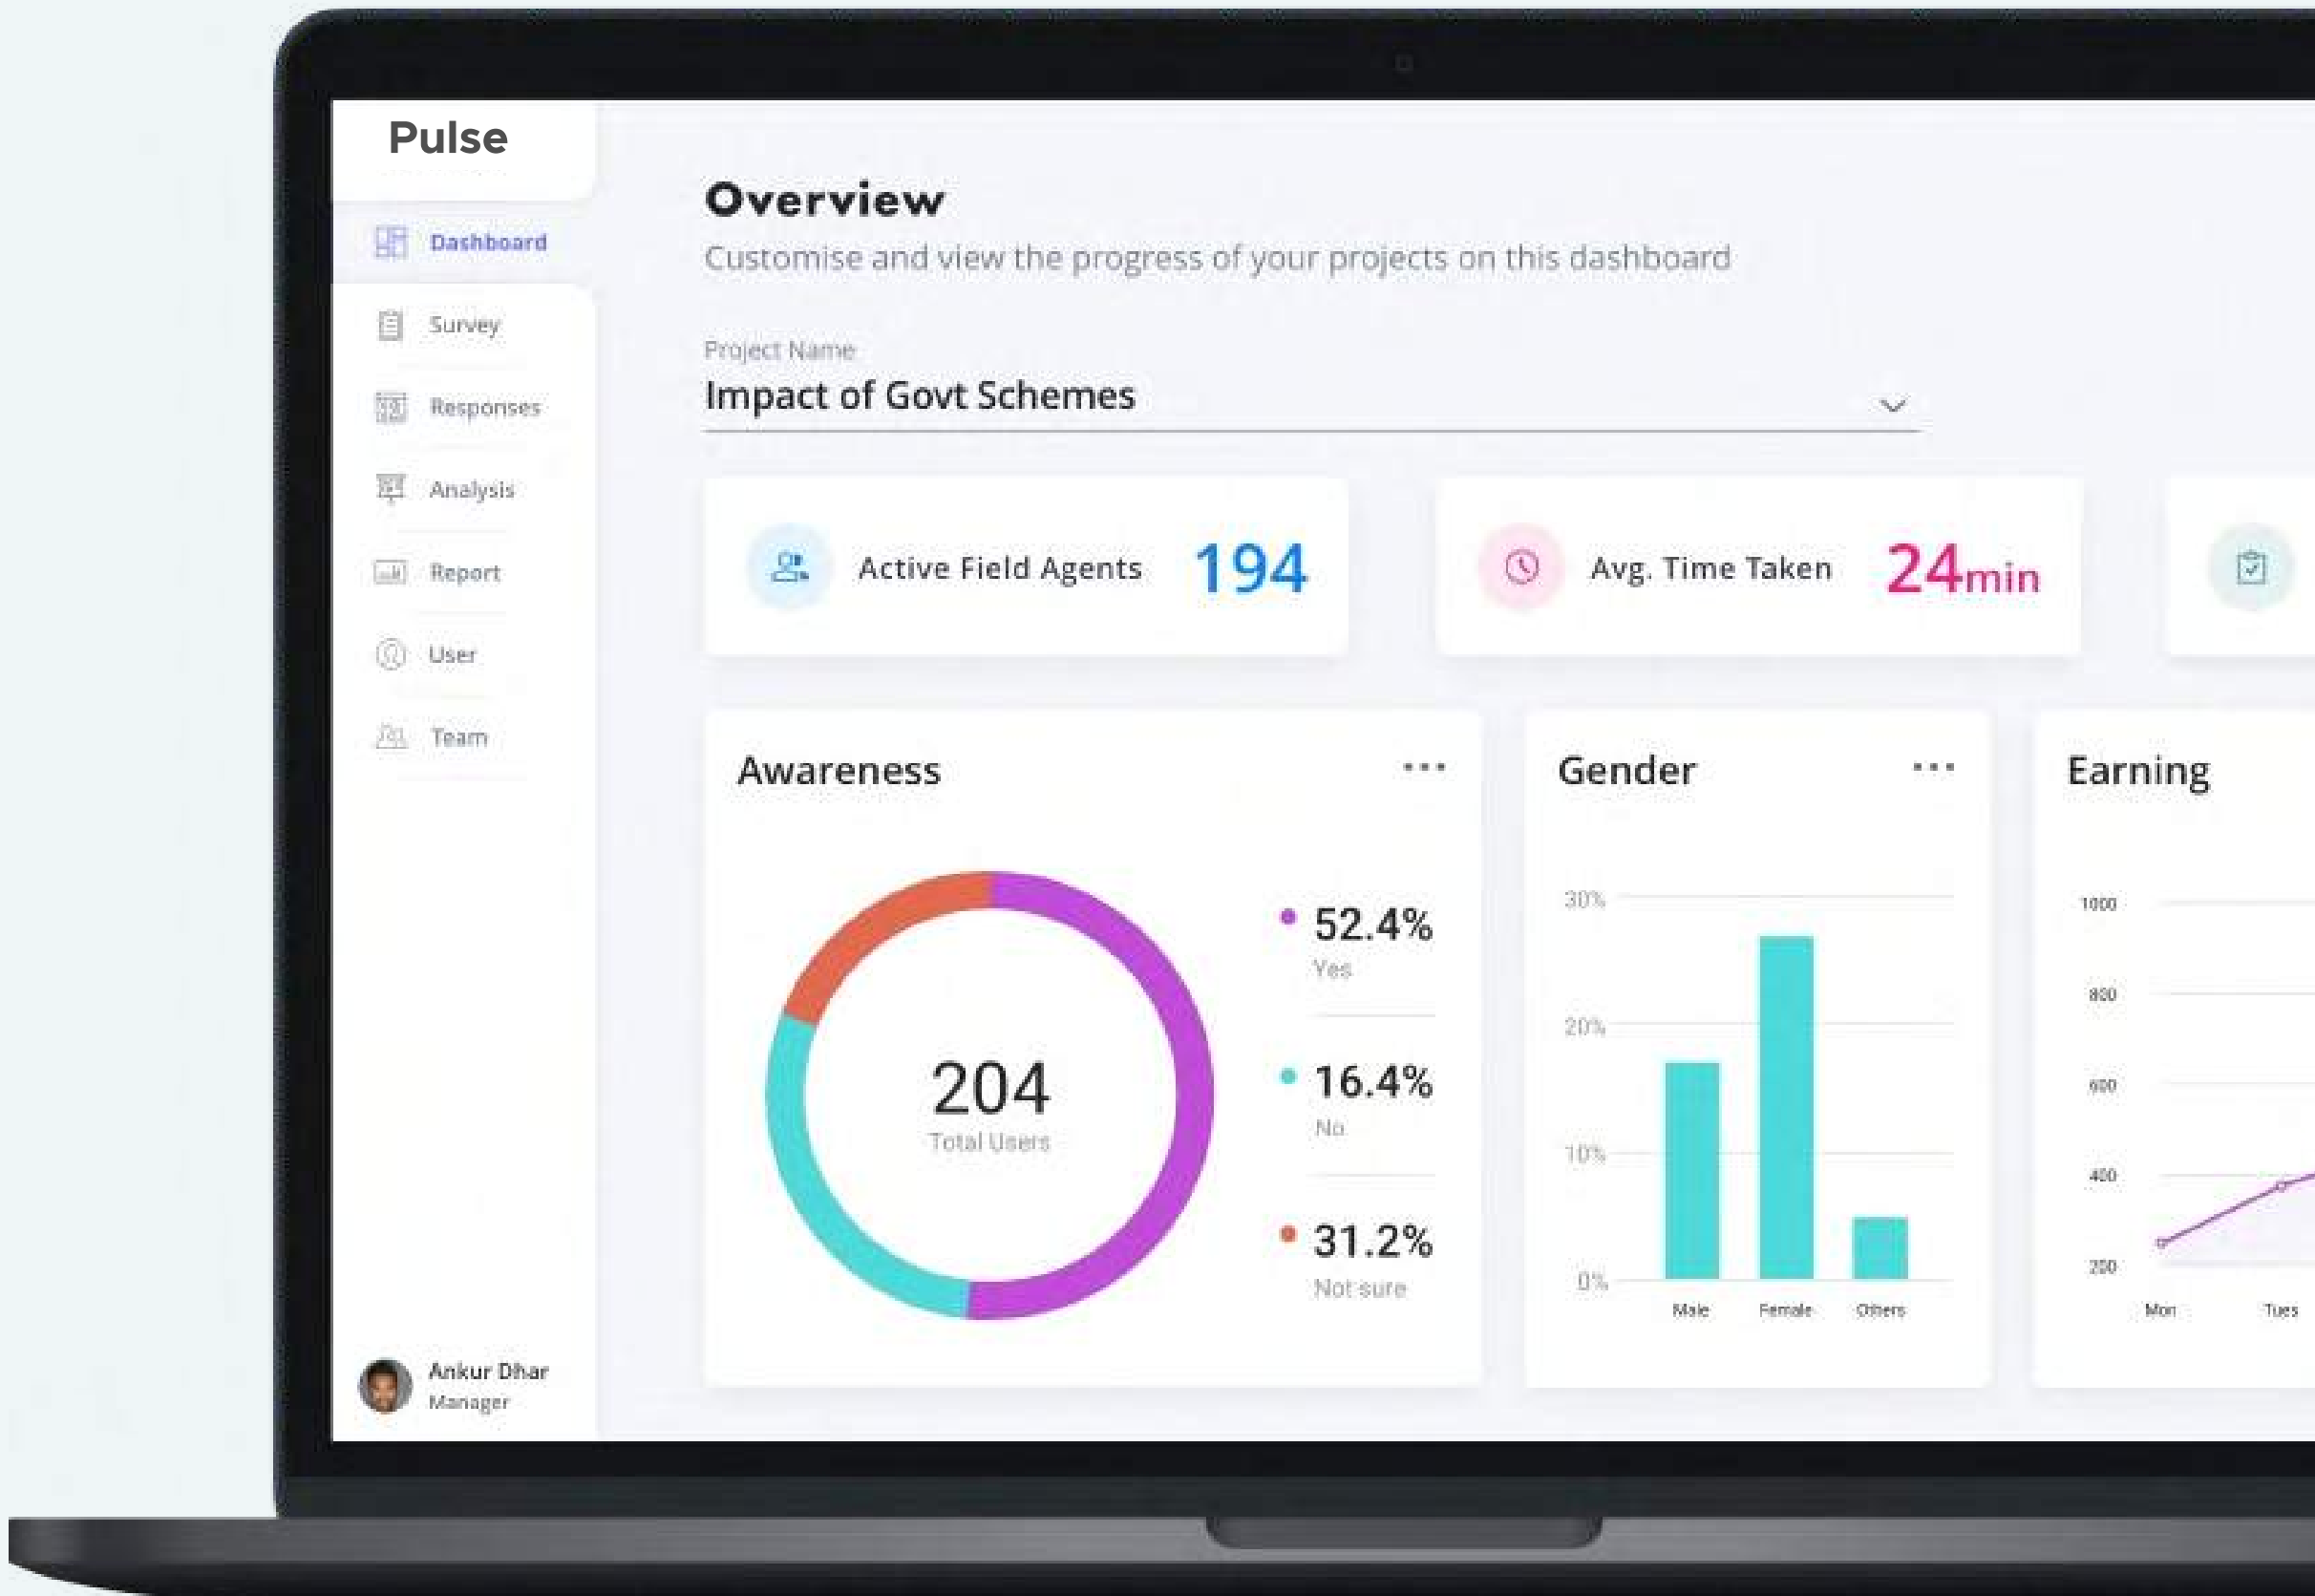 Pulse
Dashboard
Survey
Responses
Analysis
Report
User
Team
Ankur Dhar
Manager
Overview
Customise and view the progress of your projects on this dashboard
Project Name
Impact of Govt Schemes
Active Field Agents 194
Avg. Time Taken 24min
Awareness
204
Total Users
52.4%
Yes
16.4%
No
31.2%
Not sure
Gender
30%
20%
10%
0%
Male Female Others
Earning
1000
800
600
400
200
Mon Tues